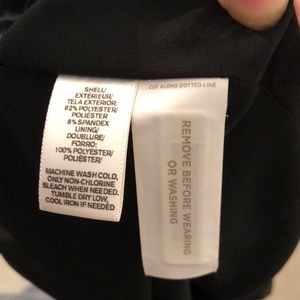 SHELL/
EXTÉRIEUR/
TELA EXTERIOR:
92% POLYESTER/
POLIÉSTER
8% SPANDEX
LINING/
DOUBLURE/
FORRO:
100% POLYESTER/
POLIÉSTER/
MACHINE WASH COLD,
ONLY NON-CHLORINE
BLEACH WHEN NEEDED.
TUMBLE DRY LOW,
COOL IRON IF NEEDED
CUT ALONG DOTTED LINE
REMOVE BEFORE WEARING
OR WASHING